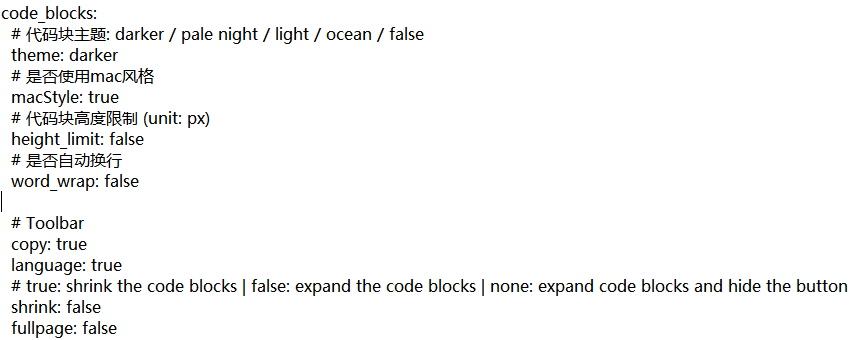 code_blocks:
  # 代码块主题: darker / pale night / light / ocean / false
  theme: darker
  # 是否使用mac风格
  macStyle: true
  # 代码块高度限制 (unit: px)
  height_limit: false
  # 是否自动换行
  word_wrap: false

  # Toolbar
  copy: true
  language: true
  # true: shrink the code blocks | false: expand the code blocks | none: expand code blocks and hide the button
  shrink: false
  fullpage: false